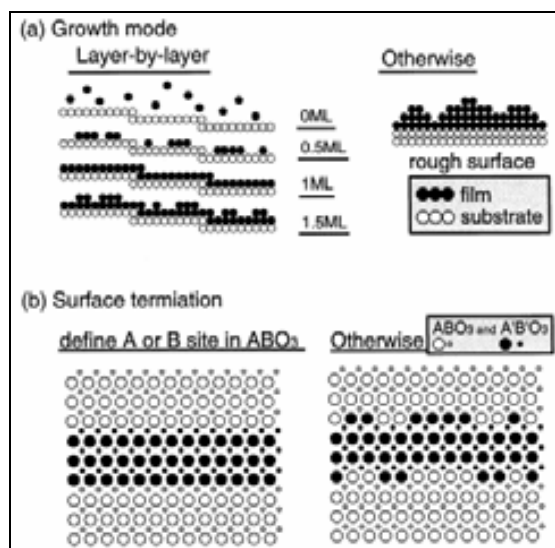 (a) Growth mode
Layer-by-layer
Otherwise
0ML
0.5ML
1ML
1.5ML
rough surface
film
substrate
(b) Surface termiation
define A or B site in ABO₃
Otherwise
ABO₃ and A'B'O₃